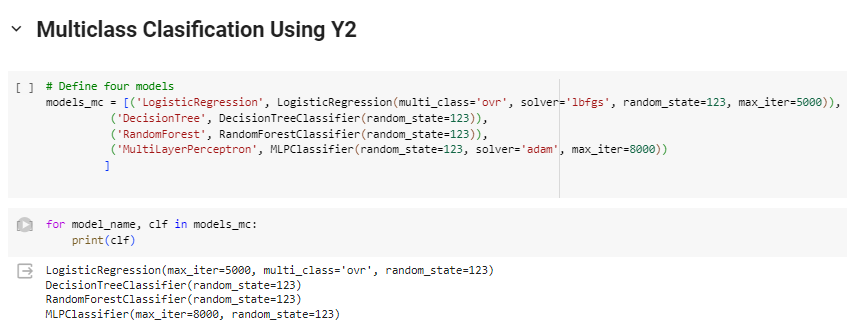 Multiclass Clasification Using Y2
[ ] # Define four models
models_mc = [('LogisticRegression', LogisticRegression(multi_class='ovr', solver='lbfgs', random_state=123, max_iter=5000)),
('DecisionTree', DecisionTreeClassifier(random_state=123)),
('RandomForest', RandomForestClassifier(random_state=123)),
('MultiLayerPerceptron', MLPClassifier(random_state=123, solver='adam', max_iter=8000))
]
for model_name, clf in models_mc:
print(clf)
LogisticRegression(max_iter=5000, multi_class='ovr', random_state=123)
DecisionTreeClassifier(random_state=123)
RandomForestClassifier(random_state=123)
MLPClassifier(max_iter=8000, random_state=123)